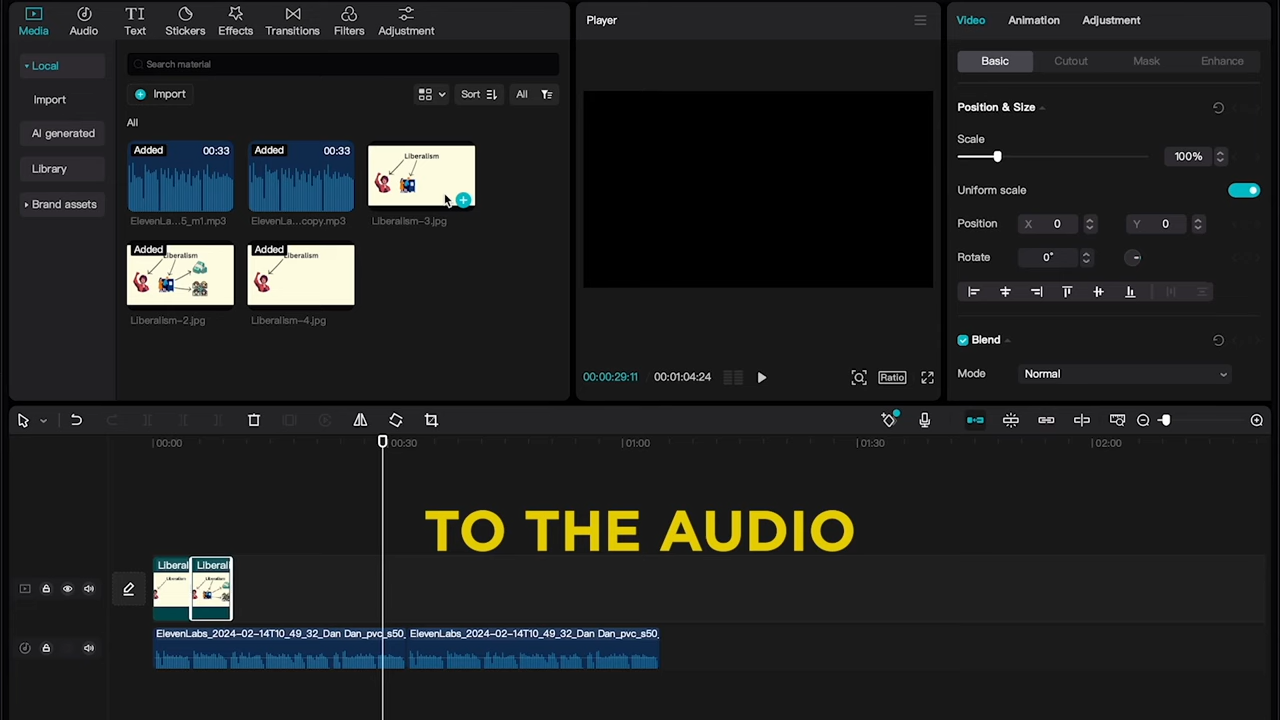 Media
Audio
Text
Stickers
Effects
Transitions
Filters
Adjustment
Local
Import
AI generated
Library
Brand assets
Search material
Import
Sort
All
All
Added 00:33
ElevenLa...5_m1.mp3
Added 00:33
ElevenLa...copy.mp3
Liberalism
Liberalism-3.jpg
Added
Liberalism
Liberalism-2.jpg
Added
Liberalism
Liberalism-4.jpg
Player
00:00:29:11 00:01:04:24
Ratio
Video Animation Adjustment
Basic Cutout Mask Enhance
Position & Size
Scale
100%
Uniform scale
Position X 0 Y 0
Rotate 0°
Blend
Mode Normal
00:00 00:30 01:00 01:30 02:00
TO THE AUDIO
Liberal Liberal
Liberalism Liberalism
ElevenLabs_2024-02-14T10_49_32_Dan Dan_pvc_s50_ ElevenLabs_2024-02-14T10_49_32_Dan Dan_pvc_s50_